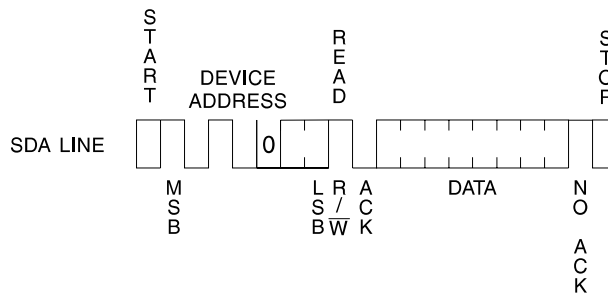 START
DEVICE
ADDRESS
READ
STOP
SDA LINE
0
MSB
LSB
R/W
ACK
DATA
NO ACK